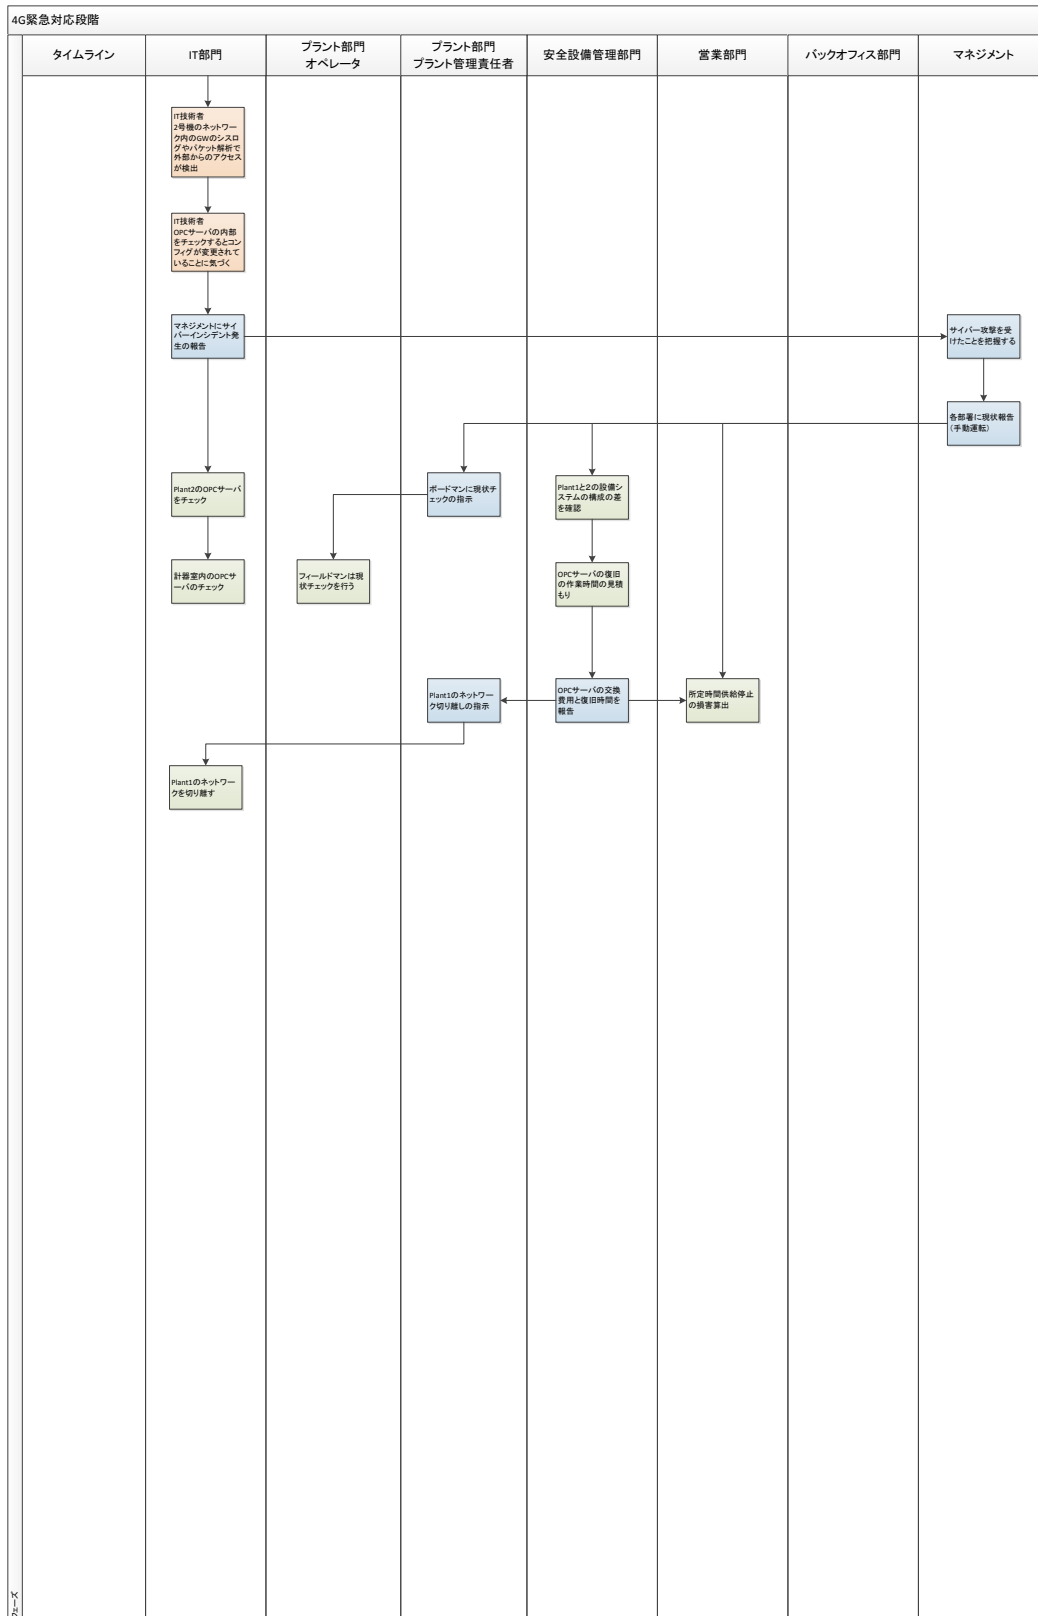 4G緊急対応段階
タイムライン
IT部門
プラント部門
オペレータ
プラント部門
プラント管理責任者
安全設備管理部門
営業部門
バックオフィス部門
マネジメント
IT技術者
2号機のネットワー
ク内のGWのシスロ
グやパケット解析で
外部からのアクセス
が検出
IT技術者
OPCサーバの内部
をチェックするとコン
フィグが変更されて
いることに気づく
マネジメントにサイ
バーインシデント発
生の報告
サイバー攻撃を受
けたことを把握する
各部署に現状報告
(手動運転)
Plant2のOPCサーバ
をチェック
ボードマンに現状チ
ェックの指示
Plant1と2の設備シ
ステムの構成の差
を確認
計器室内のOPCサ
ーバのチェック
フィールドマンは現
状チェックを行う
OPCサーバの復旧
の作業時間の見積
もり
Plant1のネットワー
ク切り離しの指示
OPCサーバの交換
費用と復旧時間を
報告
所定時間供給停止
の損害算出
Plant1のネットワー
クを切り離す
フェーズ